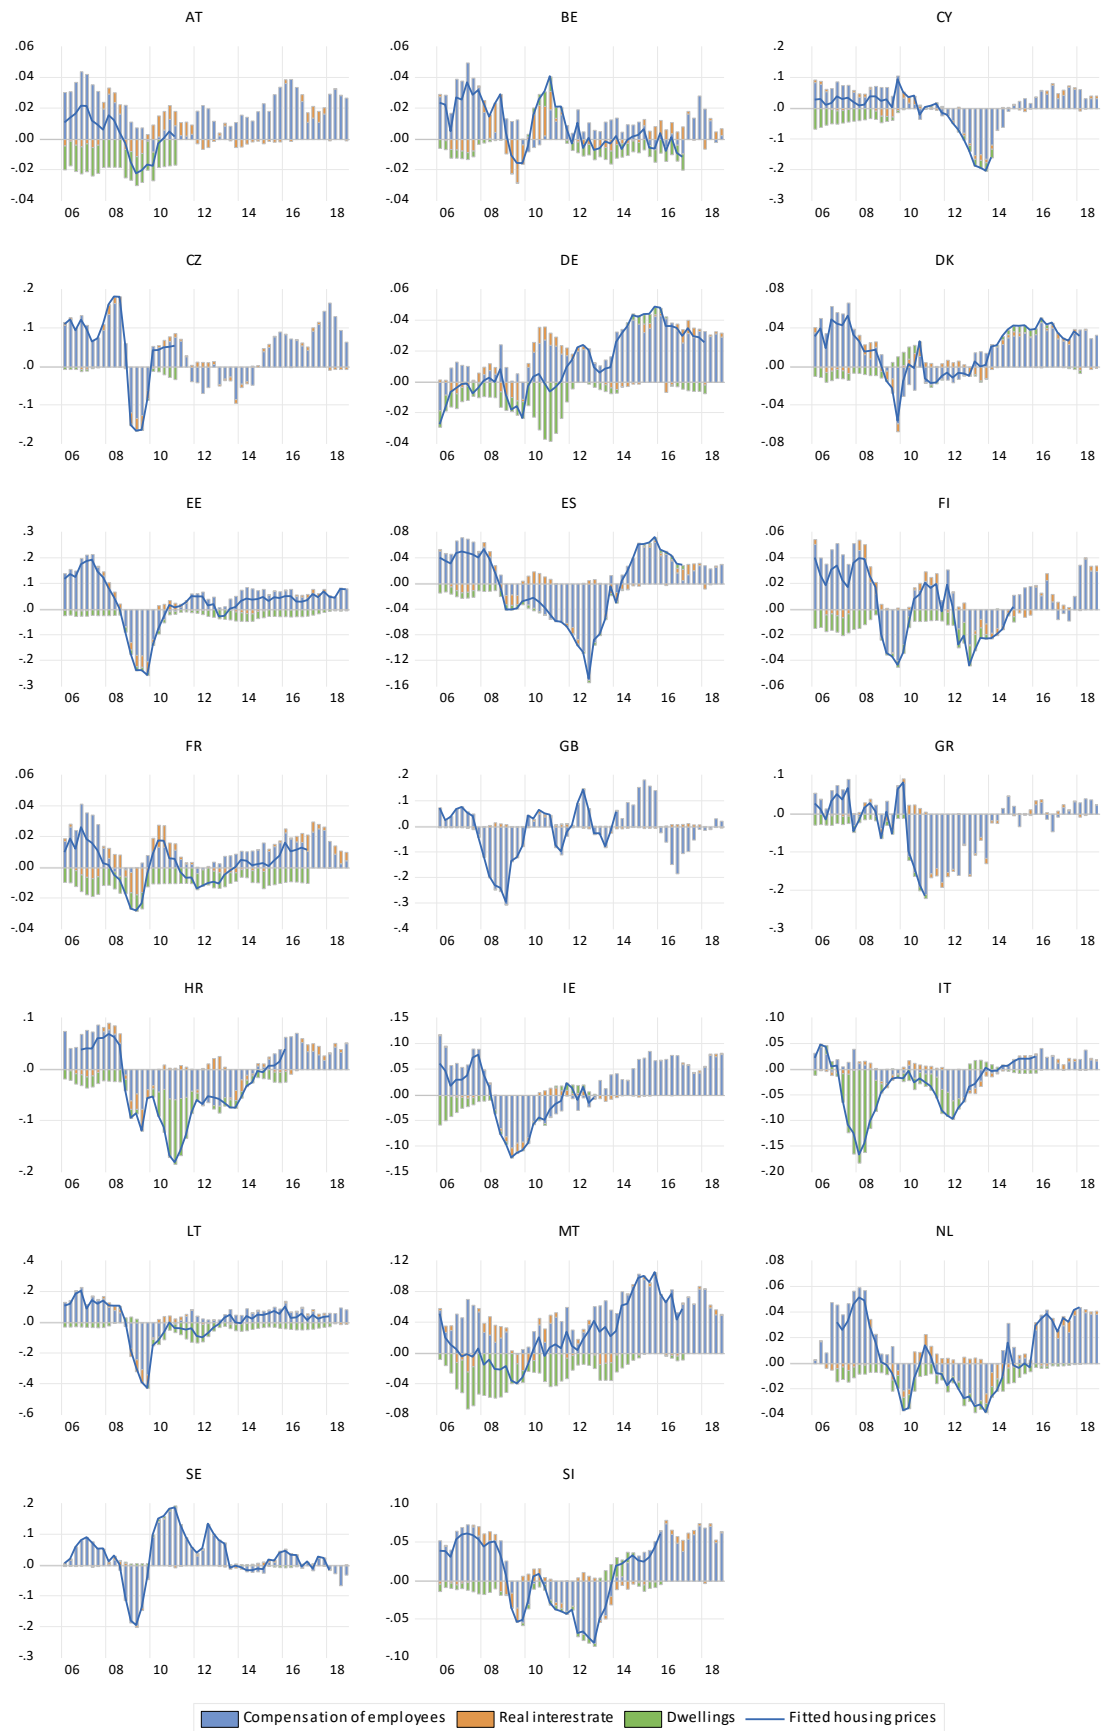 AT
.06
.04
.02
.00
-.02
-.04
06 08 10 12 14 16 18
BE
.06
.04
.02
.00
-.02
-.04
06 08 10 12 14 16 18
CY
.2
.1
.0
-.1
-.2
-.3
06 08 10 12 14 16 18
CZ
.2
.1
.0
-.1
-.2
06 08 10 12 14 16 18
DE
.06
.04
.02
.00
-.02
-.04
06 08 10 12 14 16 18
DK
.08
.04
.00
-.04
-.08
06 08 10 12 14 16 18
EE
.3
.2
.1
.0
-.1
-.2
-.3
06 08 10 12 14 16 18
ES
.08
.04
.00
-.04
-.08
-.12
-.16
06 08 10 12 14 16 18
FI
.06
.04
.02
.00
-.02
-.04
-.06
06 08 10 12 14 16 18
FR
.06
.04
.02
.00
-.02
-.04
06 08 10 12 14 16 18
GB
.2
.1
.0
-.1
-.2
-.3
-.4
06 08 10 12 14 16 18
GR
.1
.0
-.1
-.2
-.3
06 08 10 12 14 16 18
HR
.1
.0
-.1
-.2
06 08 10 12 14 16 18
IE
.15
.10
.05
.00
-.05
-.10
-.15
06 08 10 12 14 16 18
IT
.10
.05
.00
-.05
-.10
-.15
-.20
06 08 10 12 14 16 18
LT
.4
.2
.0
-.2
-.4
-.6
06 08 10 12 14 16 18
MT
.12
.08
.04
.00
-.04
-.08
06 08 10 12 14 16 18
NL
.08
.06
.04
.02
.00
-.02
-.04
06 08 10 12 14 16 18
SE
.2
.1
.0
-.1
-.2
-.3
06 08 10 12 14 16 18
SI
.10
.05
.00
-.05
-.10
06 08 10 12 14 16 18
Compensation of employees Real interest rate Dwellings Fitted housing prices